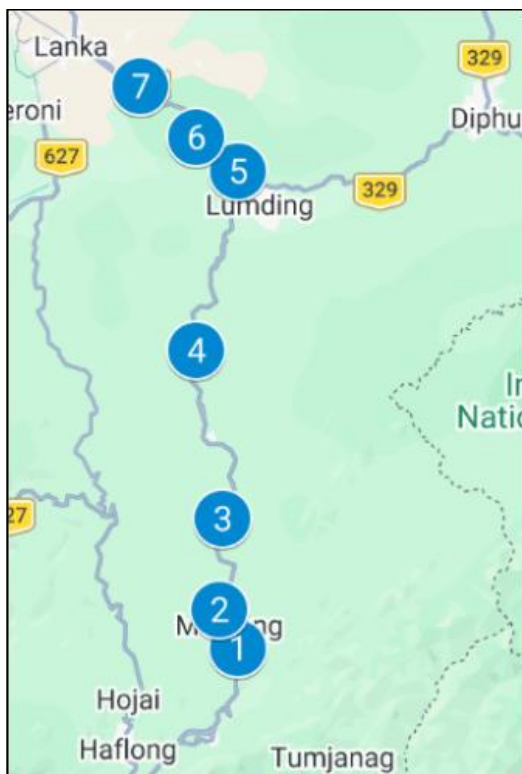 Lanka
7
329
eroni
6
Diphu
627
5
329
Lumding
4
In
Natio
27
3
2
M ng
1
Hojai
Haflong
Tumjanag